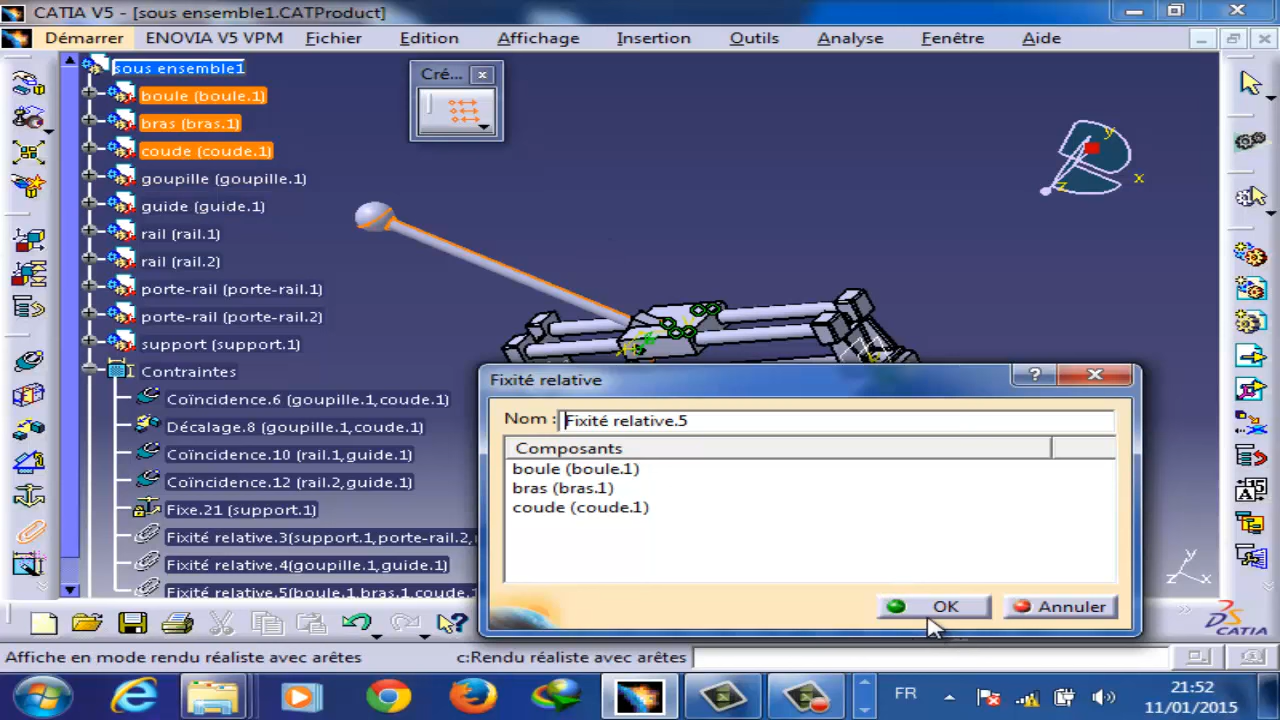 CATIA V5 - [sous ensemble1.CATProduct]
Démarrer ENOVIA V5 VPM Fichier Edition Affichage Insertion Outils Analyse Fenêtre Aide
sous ensemble1
boule (boule.1)
bras (bras.1)
coude (coude.1)
goupille (goupille.1)
guide (guide.1)
rail (rail.1)
rail (rail.2)
porte-rail (porte-rail.1)
porte-rail (porte-rail.2)
support (support.1)
Contraintes
Coïncidence.6 (goupille.1,coude.1)
Décalage.8 (goupille.1,coude.1)
Coïncidence.10 (rail.1,guide.1)
Coïncidence.12 (rail.2,guide.1)
Fixe.21 (support.1)
Fixité relative.3(support.1,porte-rail.2,
Fixité relative.4(goupille.1,guide.1)
Fixité relative.5(boule.1,bras.1,coude.
Cré...
y
x
z
Fixité relative
?
Nom : Fixité relative.5
Composants
boule (boule.1)
bras (bras.1)
coude (coude.1)
OK Annuler
y
z x
CATIA
Affiche en mode rendu réaliste avec arêtes c:Rendu réaliste avec arêtes
FR
21:52
11/01/2015